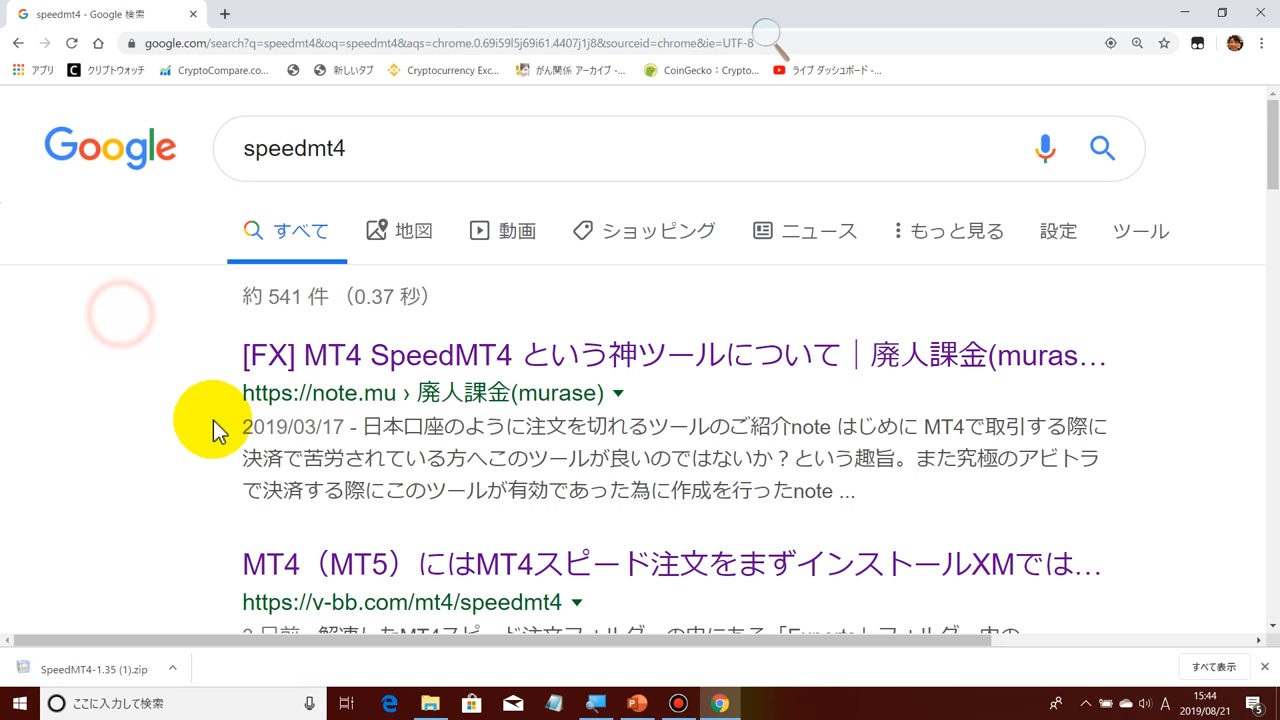 speedmt4 - Google 検索
google.com/search?q=speedmt4&oq=speedmt4&aqs=chrome.0.69i59l5j69i61.4407j1j8&sourceid=chrome&ie=UTF-8
アプリ クリプトウォッチ CryptoCompare.co... 新しいタブ Cryptocurrency Exc... がん関係 アーカイブ -... CoinGecko：Crypto... ライブ ダッシュボード -...
Google speedmt4
すべて 地図 動画 ショッピング ニュース もっと見る 設定 ツール
約 541 件 （0.37 秒）
[FX] MT4 SpeedMT4 という神ツールについて｜廃人課金(muras...
https://note.mu › 廃人課金(murase)
2019/03/17 - 日本口座のように注文を切れるツールのご紹介note はじめに MT4で取引する際に
決済で苦労されている方へこのツールが良いのではないか？という趣旨。また究極のアビトラ
で決済する際にこのツールが有効であった為に作成を行ったnote ...
MT4（MT5）にはMT4スピード注文をまずインストールXMでは...
https://v-bb.com/mt4/speedmt4
SpeedMT4-1.35 (1).zip すべて表示
ここに入力して検索 A 15:44
2019/08/21 5